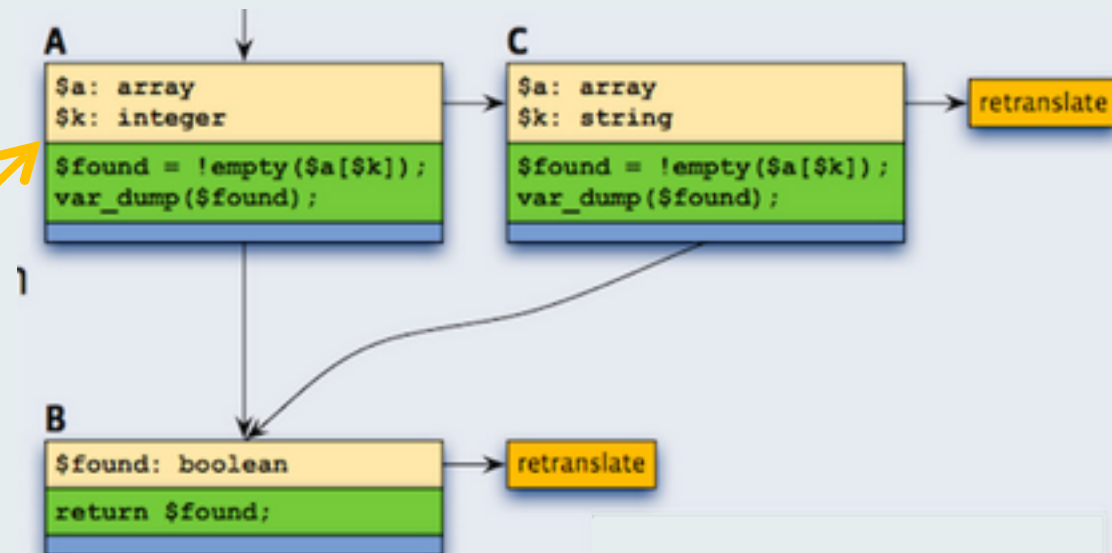 A
$a: array
$k: integer
$found = !empty($a[$k]);
var_dump($found);
C
$a: array
$k: string
$found = !empty($a[$k]);
var_dump($found);
retranslate
B
$found: boolean
return $found;
retranslate